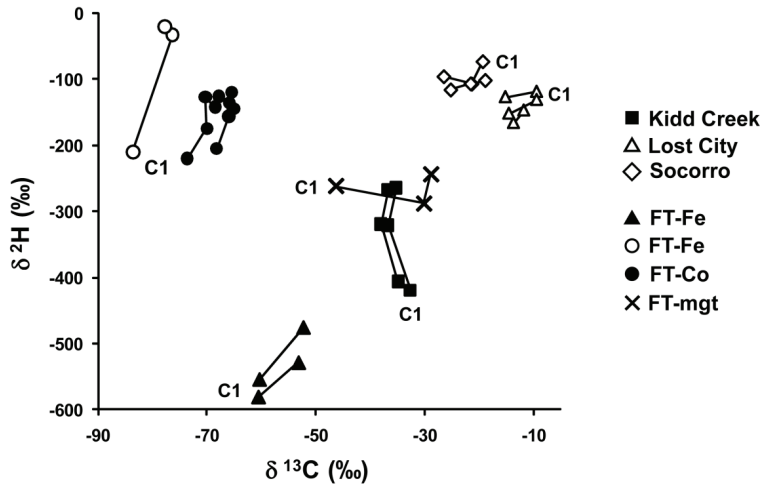 0
-100
-200
-300
-400
-500
-600
δ ²H (‰)
C1
C1
C1
C1
C1
C1
-90
-70
-50
-30
-10
δ ¹³C (‰)
Kidd Creek
Lost City
Socorro
FT-Fe
FT-Fe
FT-Co
FT-mgt